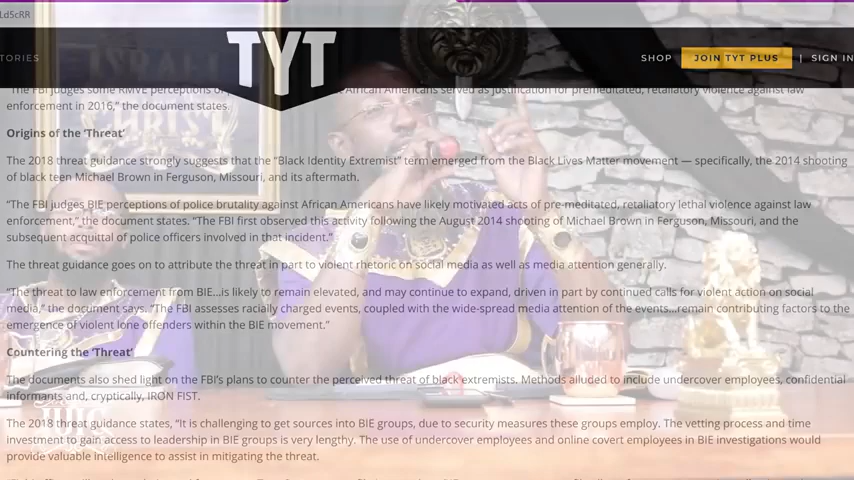 Ld5cRR
TORIES
TYT
SHOP
JOIN TYT PLUS
|
SIGN IN
"The FBI judges some RMVE perceptions of African Americans served as justification for premeditated, retaliatory violence against law
enforcement in 2016," the document states.
Origins of the 'Threat'
The 2018 threat guidance strongly suggests that the "Black Identity Extremist" term emerged from the Black Lives Matter movement — specifically, the 2014 shooting
of black teen Michael Brown in Ferguson, Missouri, and its aftermath.
"The FBI judges BIE perceptions of police brutality against African Americans have likely motivated acts of pre-meditated, retaliatory lethal violence against law
enforcement," the document states. "The FBI first observed this activity following the August 2014 shooting of Michael Brown in Ferguson, Missouri, and the
subsequent acquittal of police officers involved in that incident."
The threat guidance goes on to attribute the threat in part to violent rhetoric on social media as well as media attention generally.
"The threat to law enforcement from BIE...is likely to remain elevated, and may continue to expand, driven in part by continued calls for violent action on social
media," the document says. "The FBI assesses racially charged events, coupled with the wide-spread media attention of the events...remain contributing factors to the
emergence of violent lone offenders within the BIE movement."
Countering the 'Threat'
The documents also shed light on the FBI's plans to counter the perceived threat of black extremists. Methods alluded to include undercover employees, confidential
informants and, cryptically, IRON FIST.
The 2018 threat guidance states, "It is challenging to get sources into BIE groups, due to security measures these groups employ. The vetting process and time
investment to gain access to leadership in BIE groups is very lengthy. The use of undercover employees and online covert employees in BIE investigations would
provide valuable intelligence to assist in mitigating the threat.